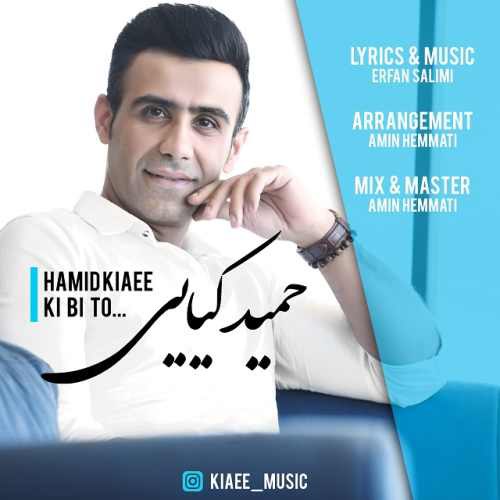 LYRICS & MUSIC
ERFAN SALIMI
ARRANGEMENT
AMIN HEMMATI
MIX & MASTER
AMIN HEMMATI
HAMIDKIAEE
KI BI TO...
حمید کیایی
KIAEE_MUSIC